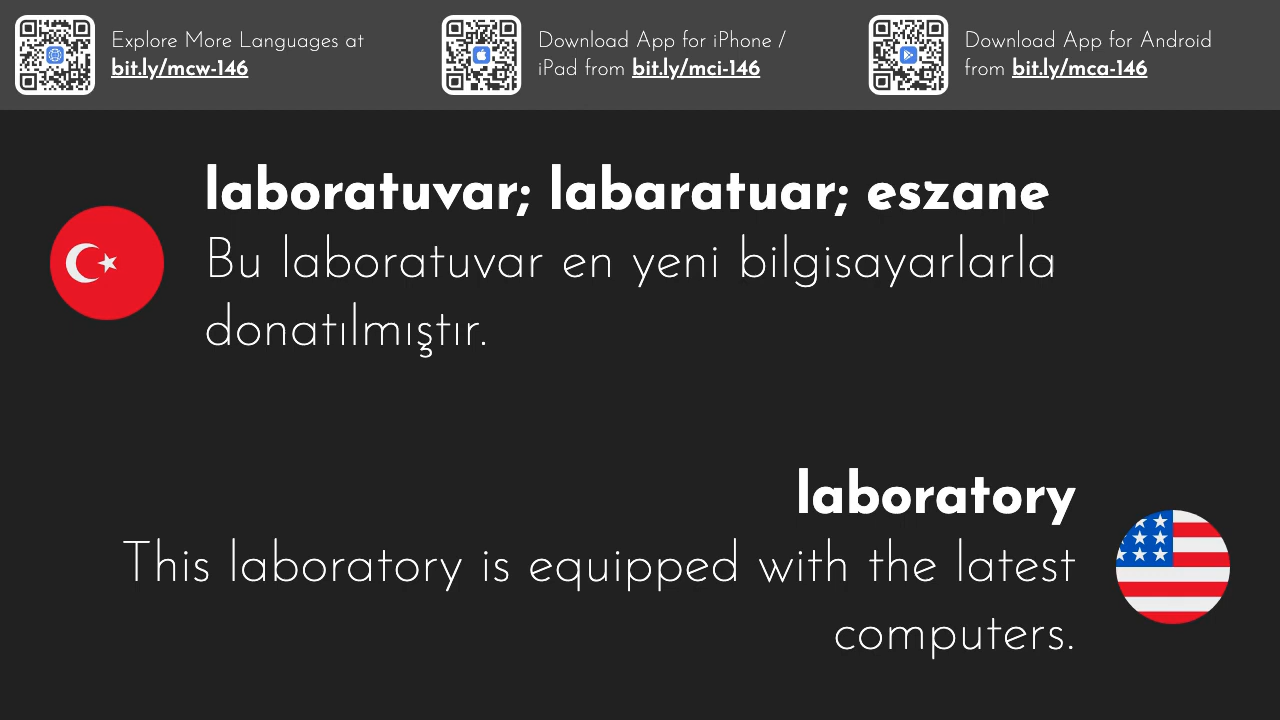 Explore More Languages at
bit.ly/mcw-146
Download App for iPhone /
iPad from bit.ly/mci-146
Download App for Android
from bit.ly/mca-146
laboratuvar; labaratuar; eszane
Bu laboratuvar en yeni bilgisayarlarla
donatılmıştır.
laboratory
This laboratory is equipped with the latest
computers.